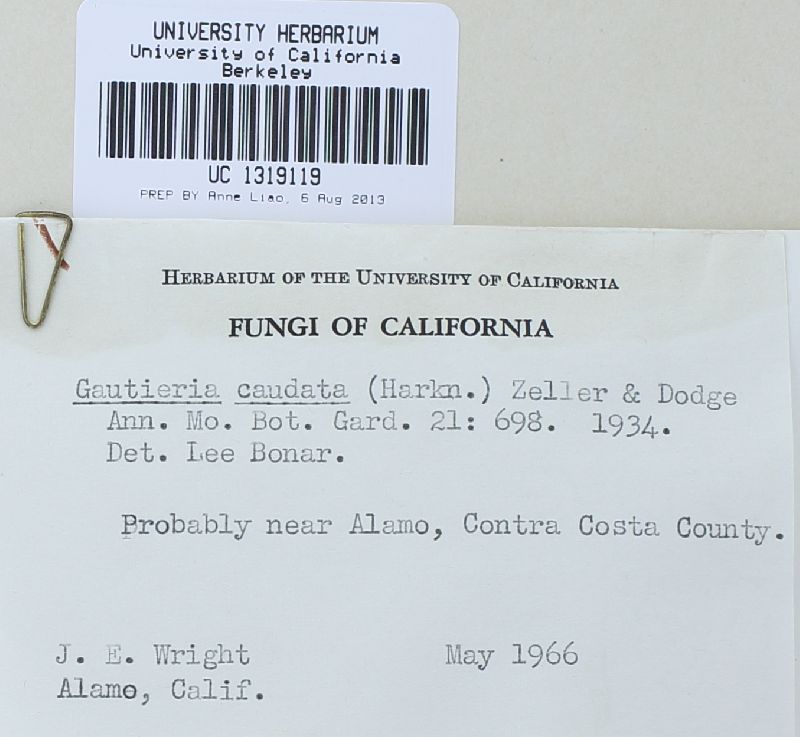 UNIVERSITY HERBARIUM
University of California
Berkeley
UC 1319119
PREP BY Anne Liao, 6 Aug 2013
HERBARIUM OF THE UNIVERSITY OF CALIFORNIA
FUNGI OF CALIFORNIA
Gautieria caudata (Harkn.) Zeller & Dodge
Ann. Mo. Bot. Gard. 21: 698. 1934.
Det. Lee Bonar.
Probably near Alamo, Contra Costa County.
J. E. Wright May 1966
Alamo, Calif.